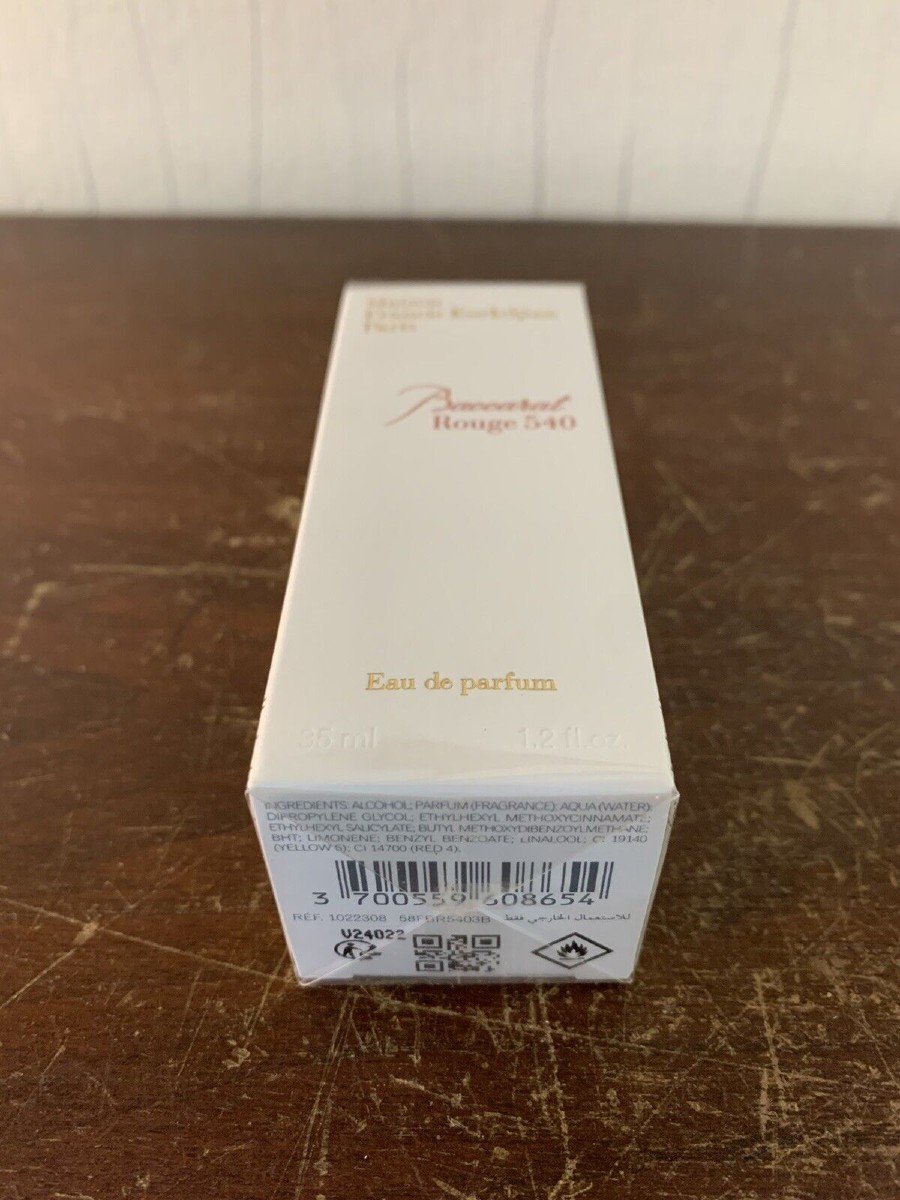 Maison
Francis Kurkdjian
Paris
Baccarat
Rouge 540
Eau de parfum
35 ml 1.2 fl.oz.
INGREDIENTS: ALCOHOL; PARFUM (FRAGRANCE); AQUA (WATER);
DIPROPYLENE GLYCOL; ETHYLHEXYL METHOXYCINNAMATE;
ETHYLHEXYL SALICYLATE; BUTYL METHOXYDIBENZOYLMETHANE;
BHT; LIMONENE; BENZYL BENZOATE; LINALOOL; CI 19140
(YELLOW 5); CI 14700 (RED 4).
3 700559 608654
REF. 1022308 58FBR5403B للاستعمال الخارجي فقط
V24022